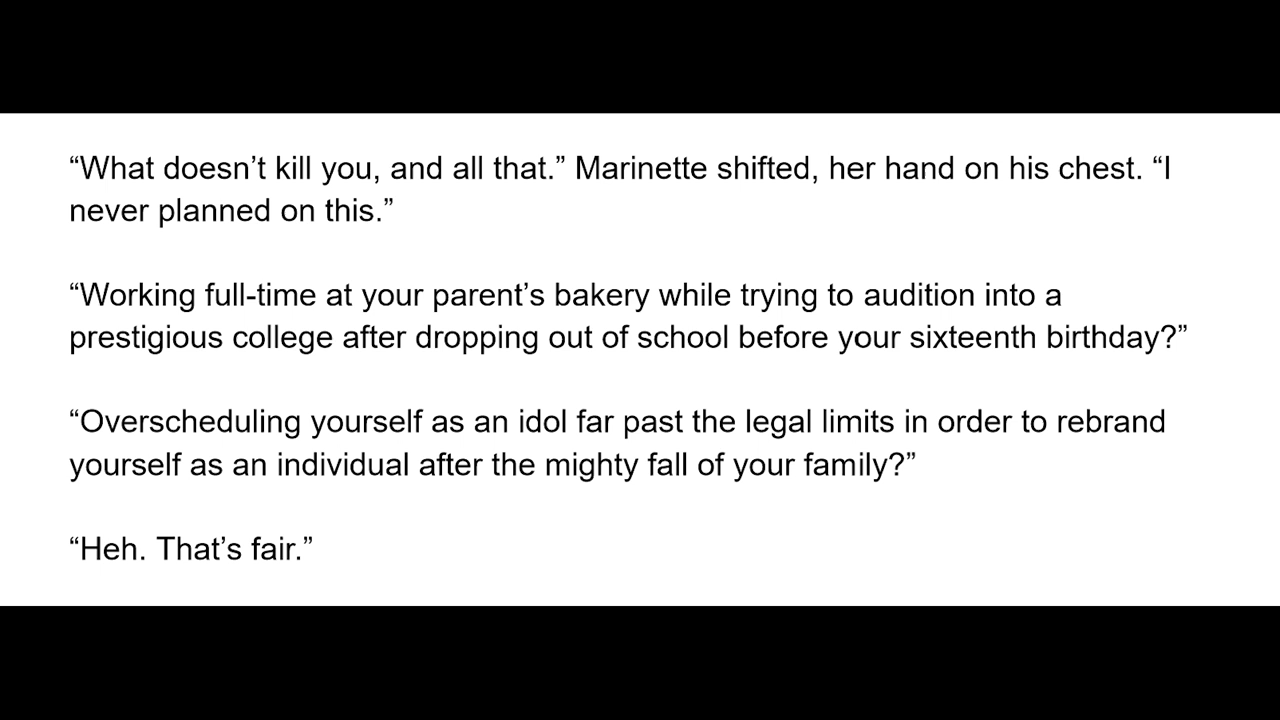 “What doesn’t kill you, and all that.” Marinette shifted, her hand on his chest. “I
never planned on this.”
“Working full-time at your parent’s bakery while trying to audition into a
prestigious college after dropping out of school before your sixteenth birthday?”
“Overscheduling yourself as an idol far past the legal limits in order to rebrand
yourself as an individual after the mighty fall of your family?”
“Heh. That’s fair.”